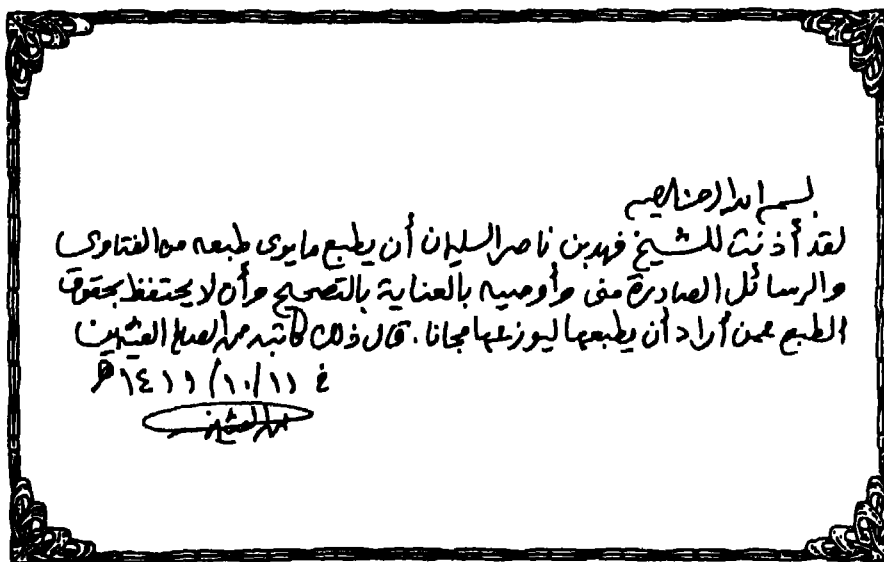 بسم الله الرحمن الرحيم
لقد أذنت للشيخ فهد بن ناصر السليمان أن يطبع ما يرى طبعه من الفتاوى
والرسائل الصادرة مني وأوصيه بالعناية بالتصحيح وأن لا يحتفظ بحقوق
الطبع عمن أراد أن يطبعها ليوزعها مجانا. قال ذلك كاتبه محمد الصالح العثيمين
في ١٤١١/١٠/١١ هـ